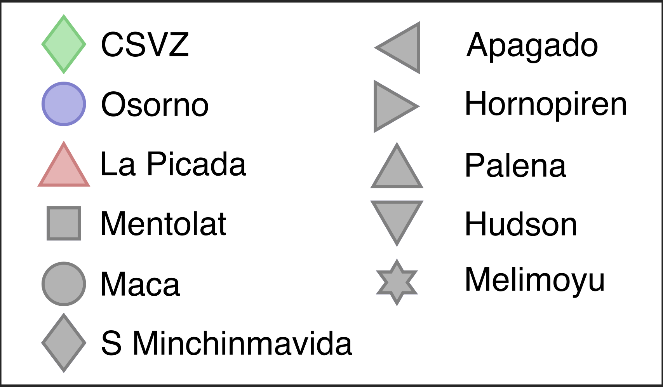 CSVZ
Osorno
La Picada
Mentolat
Maca
S Minchinmavida
Apagado
Hornopiren
Palena
Hudson
Melimoyu